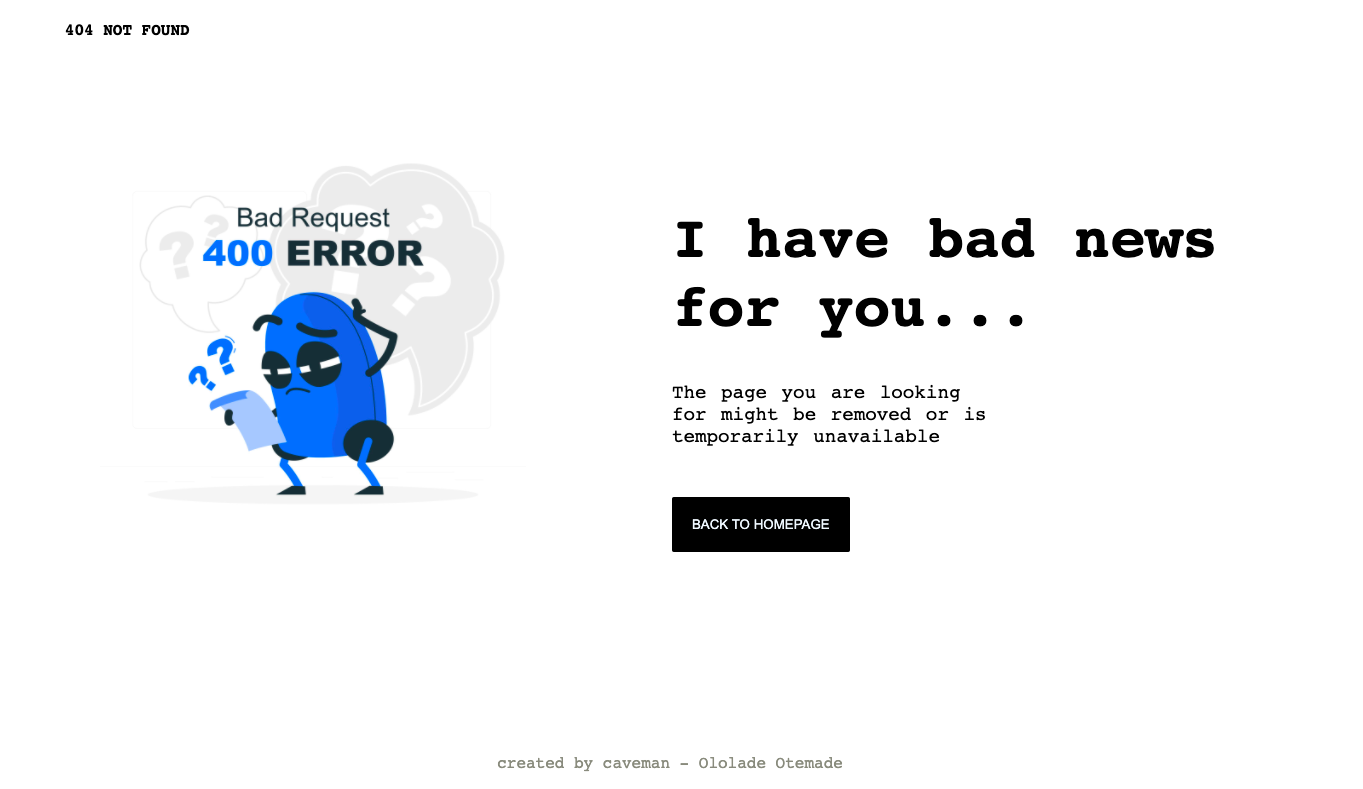 404 NOT FOUND
Bad Request
400 ERROR
I have bad news
for you...
The page you are looking
for might be removed or is
temporarily unavailable
BACK TO HOMEPAGE
created by caveman - Ololade Otemade